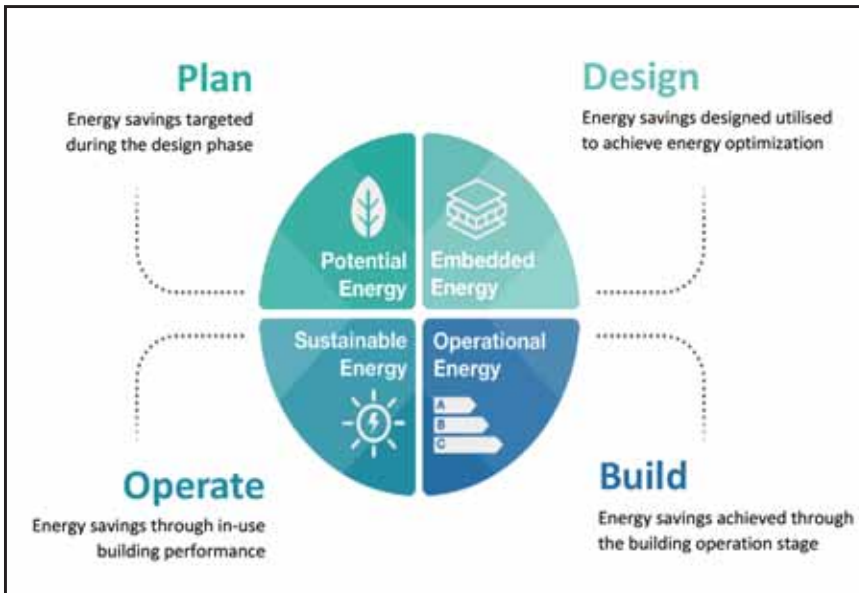 Plan
Energy savings targeted
during the design phase
Design
Energy savings designed utilised
to achieve energy optimization
Potential
Energy
Embedded
Energy
Sustainable
Energy
Operational
Energy
A
B
C
Operate
Energy savings through in-use
building performance
Build
Energy savings achieved through
the building operation stage